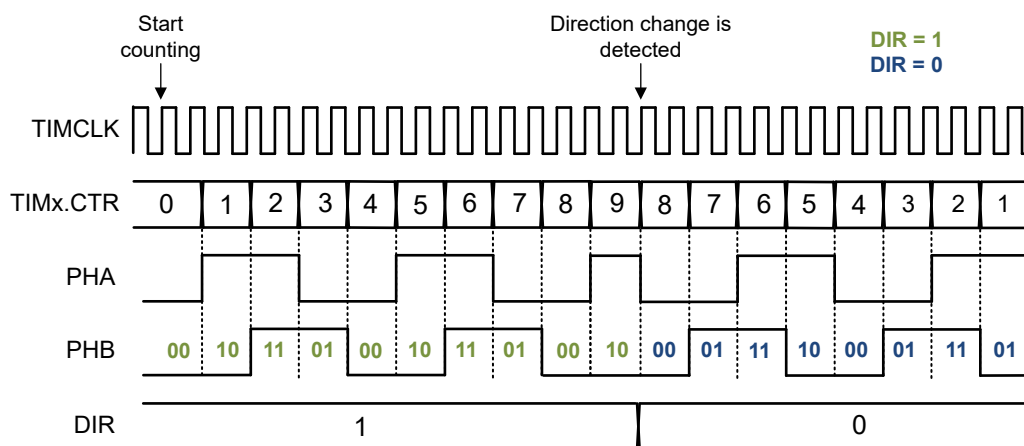 Start
counting
Direction change is
detected
DIR = 1
DIR = 0
TIMCLK
TIMx.CTR 0 1 2 3 4 5 6 7 8 9 8 7 6 5 4 3 2 1
PHA
PHB 00 10 11 01 00 10 11 01 00 10 00 01 11 10 00 01 11 01
DIR 1 0